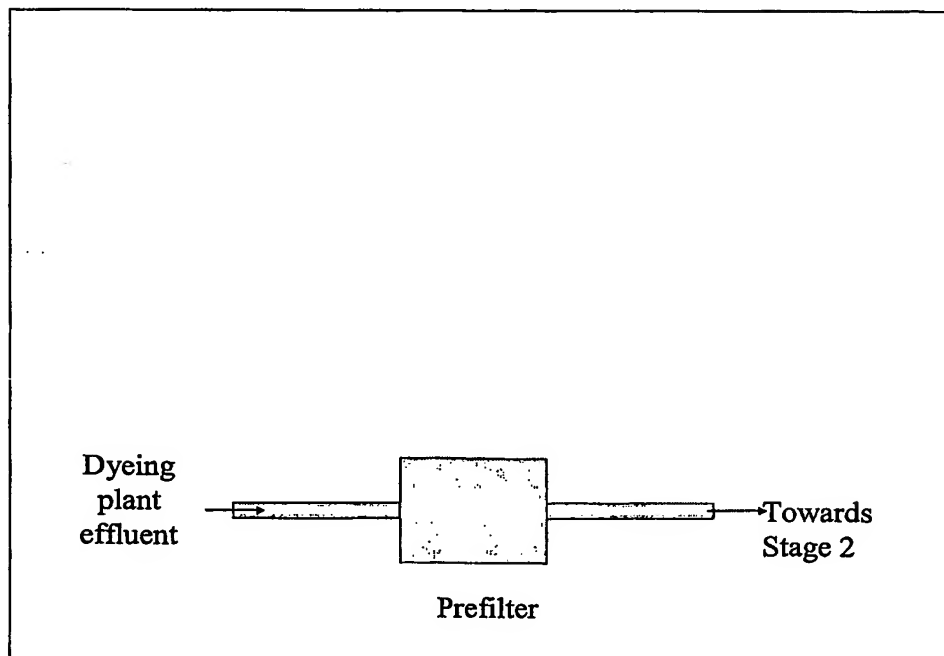 Dyeing
plant
effluent
Towards
Stage 2
Prefilter